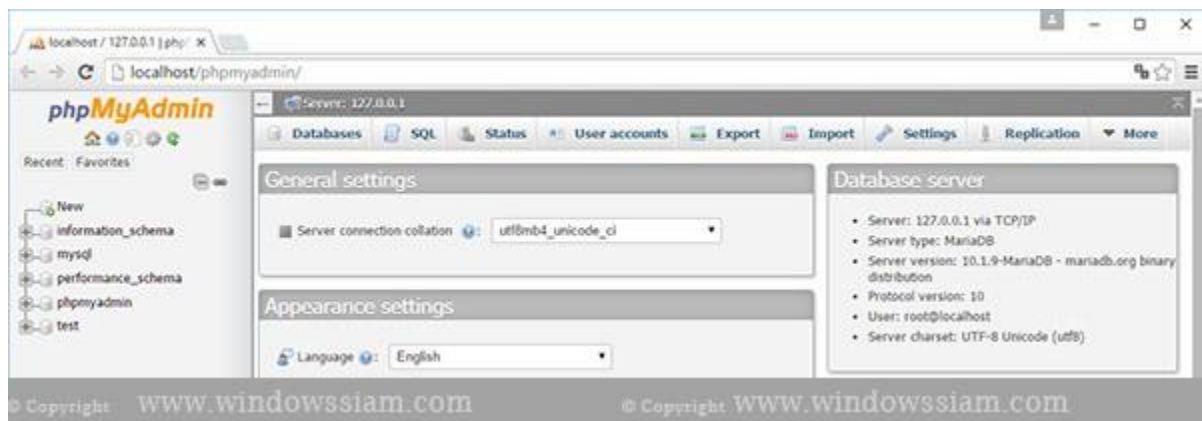 localhost / 127.0.0.1 | php
localhost/phpmyadmin/
phpMyAdmin
Recent Favorites
New
information_schema
mysql
performance_schema
phpmyadmin
test
Server: 127.0.0.1
Databases SQL Status User accounts Export Import Settings Replication More
General settings
Server connection collation : utf8mb4_unicode_ci
Appearance settings
Language : English
Database server
Server: 127.0.0.1 via TCP/IP
Server type: MariaDB
Server version: 10.1.9-MariaDB - mariadb.org binary
distribution
Protocol version: 10
User: root@localhost
Server charset: UTF-8 Unicode (utf8)
© Copyright www.windowssiam.com © Copyright www.windowssiam.com